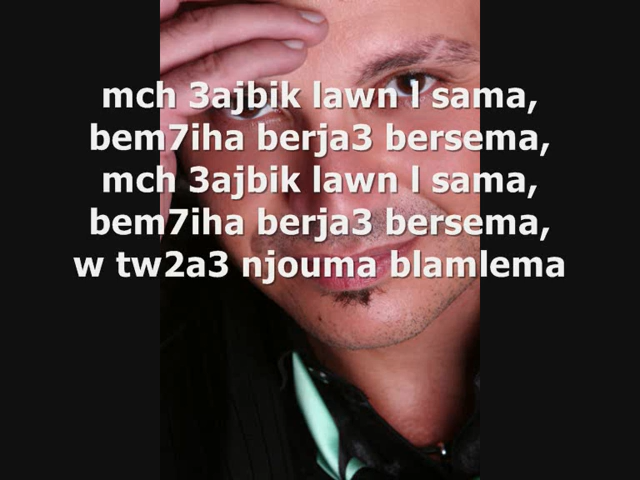 mch 3ajbik lawn l sama,
bem7iha berja3 bersema,
mch 3ajbik lawn l sama,
bem7iha berja3 bersema,
w tw2a3 njouma blamlema